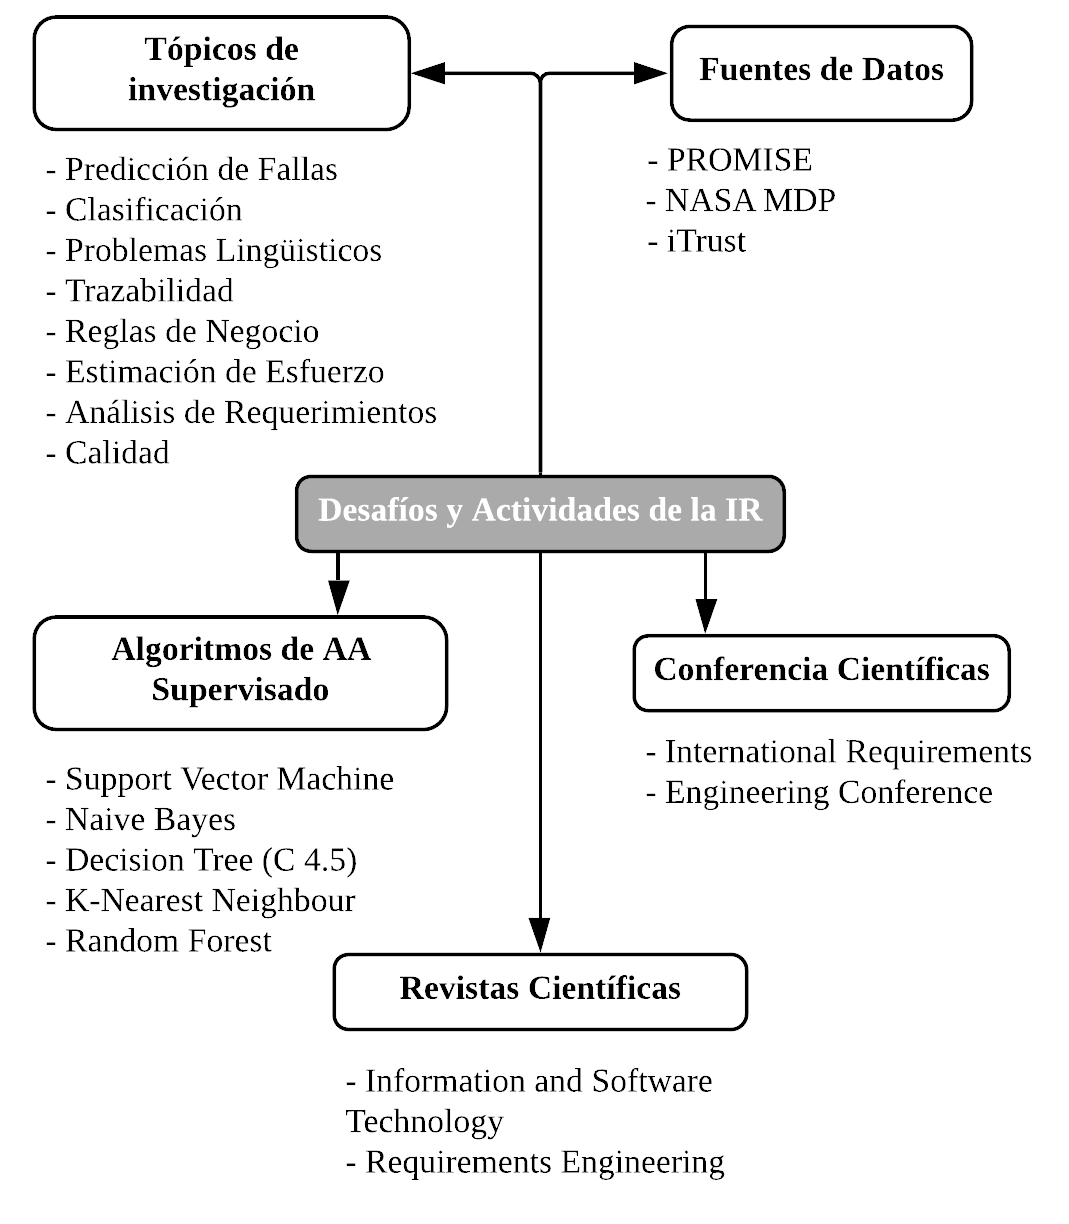 Tópicos de
investigación
- Predicción de Fallas
- Clasificación
- Problemas Lingüisticos
- Trazabilidad
- Reglas de Negocio
- Estimación de Esfuerzo
- Análisis de Requerimientos
- Calidad
Fuentes de Datos
- PROMISE
- NASA MDP
- iTrust
Desafíos y Actividades de la IR
Algoritmos de AA
Supervisado
- Support Vector Machine
- Naive Bayes
- Decision Tree (C 4.5)
- K-Nearest Neighbour
- Random Forest
Conferencia Científicas
- International Requirements
- Engineering Conference
Revistas Científicas
- Information and Software
Technology
- Requirements Engineering